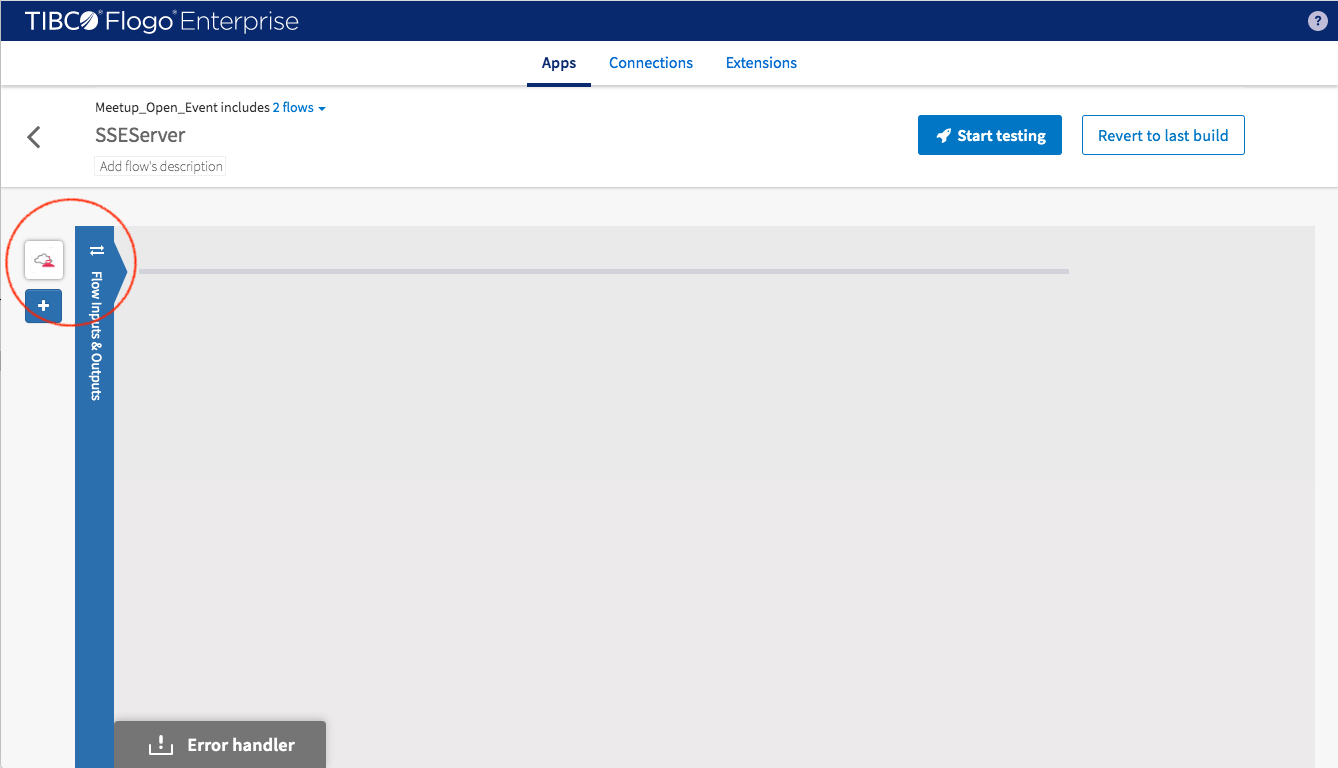 TIBCO® Flogo® Enterprise
?
Apps
Connections
Extensions
Meetup_Open_Event includes 2 flows
SSEServer
Add flow's description
Start testing
Revert to last build
+
Flow Inputs & Outputs
Error handler